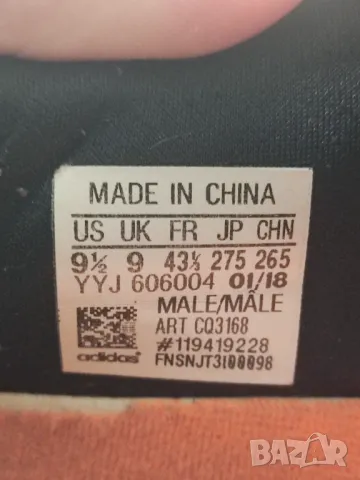 MADE IN CHINA
US UK FR JP CHN
9½ 9 43⅓ 275 265
YYJ 606004 01/18
MALE/MÂLE
ART CQ3168
#119419228
adidas FNSNJT3100098
BAZAR